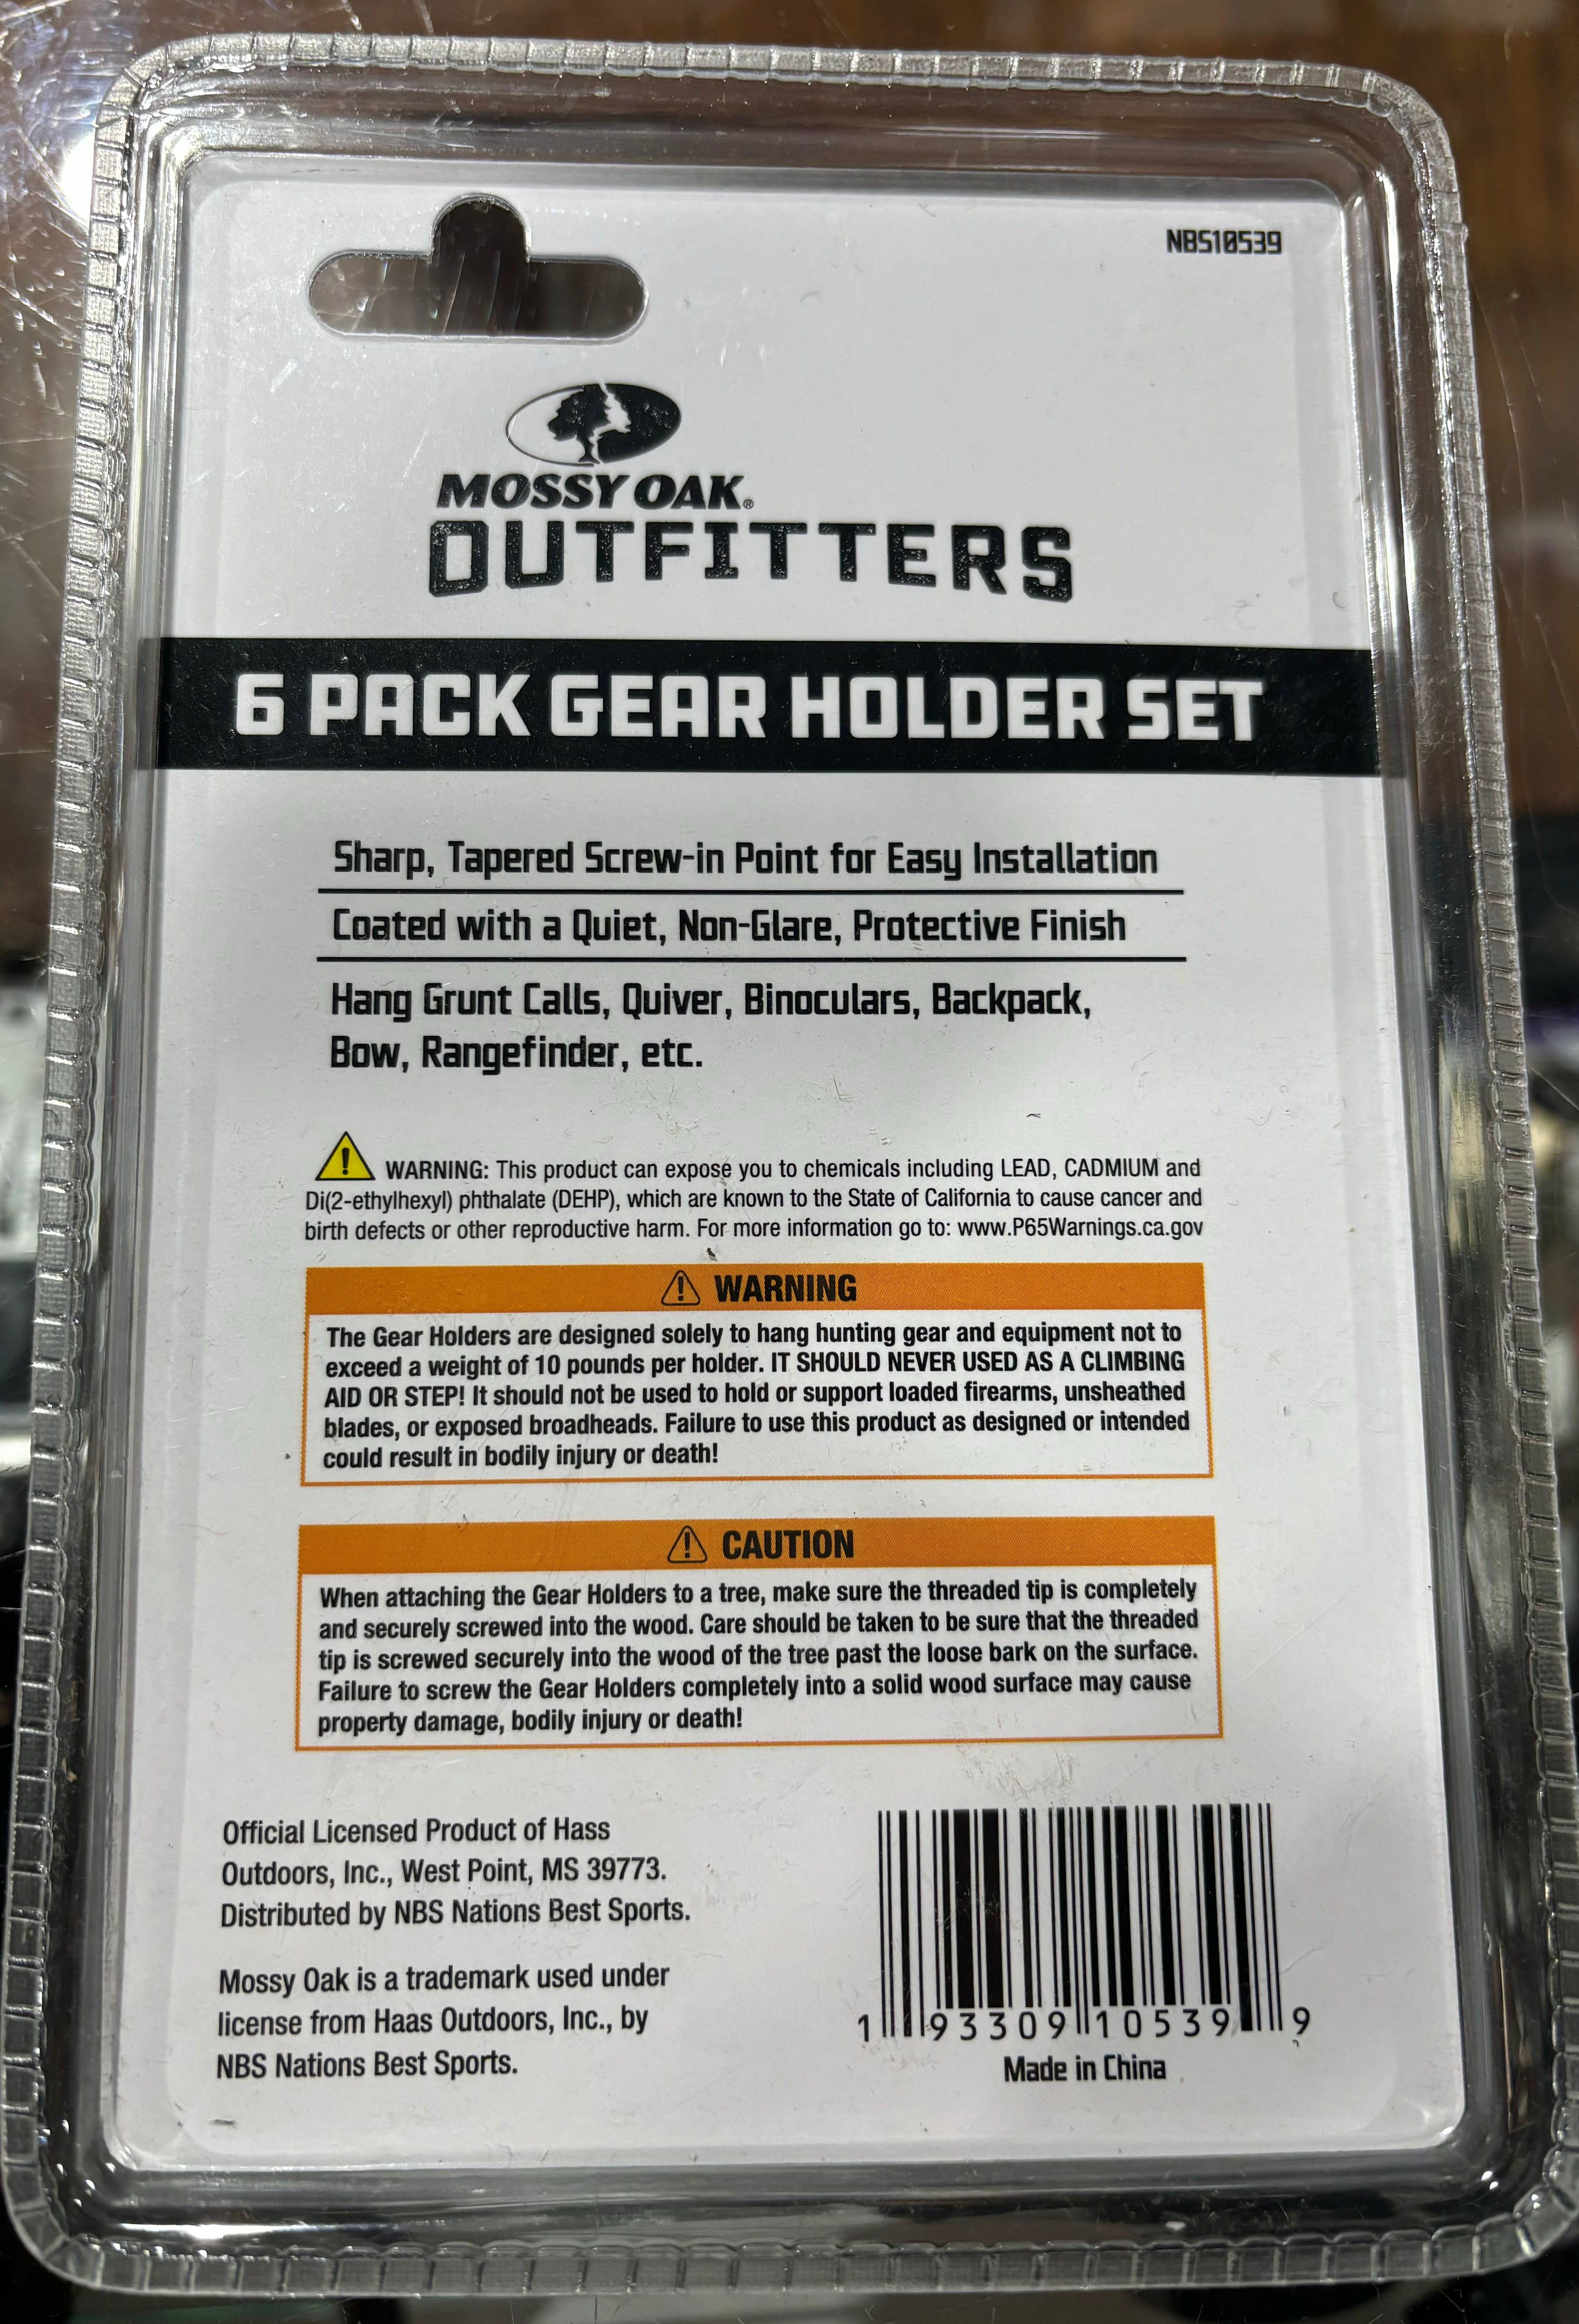 NBS10539
MOSSY OAK®
OUTFITTERS
6 PACK GEAR HOLDER SET
Sharp, Tapered Screw-in Point for Easy Installation
Coated with a Quiet, Non-Glare, Protective Finish
Hang Grunt Calls, Quiver, Binoculars, Backpack,
Bow, Rangefinder, etc.
WARNING: This product can expose you to chemicals including LEAD, CADMIUM and
Di(2-ethylhexyl) phthalate (DEHP), which are known to the State of California to cause cancer and
birth defects or other reproductive harm. For more information go to: www.P65Warnings.ca.gov
WARNING
The Gear Holders are designed solely to hang hunting gear and equipment not to
exceed a weight of 10 pounds per holder. IT SHOULD NEVER USED AS A CLIMBING
AID OR STEP! It should not be used to hold or support loaded firearms, unsheathed
blades, or exposed broadheads. Failure to use this product as designed or intended
could result in bodily injury or death!
CAUTION
When attaching the Gear Holders to a tree, make sure the threaded tip is completely
and securely screwed into the wood. Care should be taken to be sure that the threaded
tip is screwed securely into the wood of the tree past the loose bark on the surface.
Failure to screw the Gear Holders completely into a solid wood surface may cause
property damage, bodily injury or death!
Official Licensed Product of Hass
Outdoors, Inc., West Point, MS 39773.
Distributed by NBS Nations Best Sports.
Mossy Oak is a trademark used under
license from Haas Outdoors, Inc., by
NBS Nations Best Sports.
1 93309 10539 9
Made in China